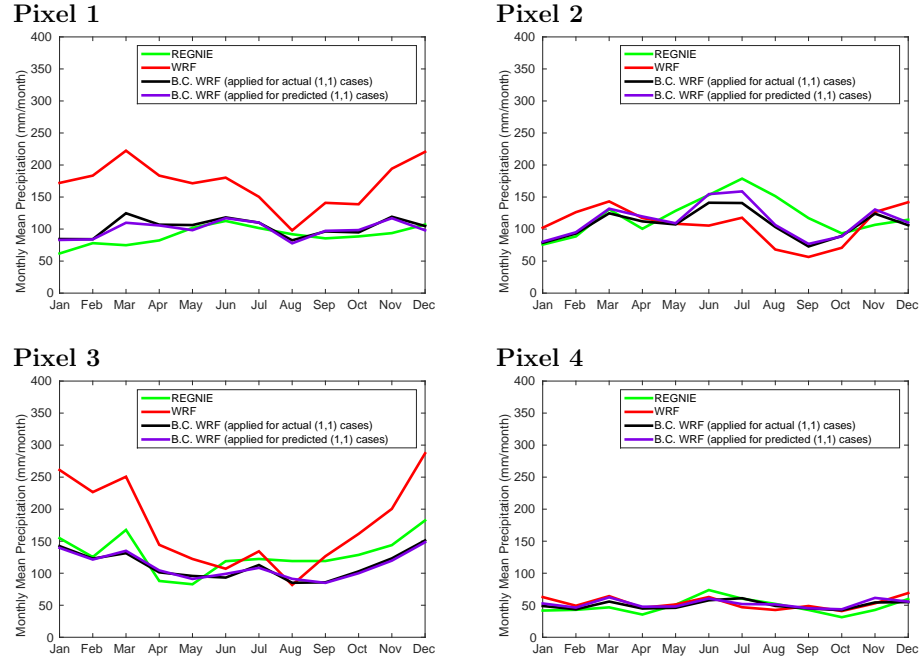 Pixel 1
Monthly Mean Precipitation (mm/month)
400
350
300
250
200
150
100
50
0
REGNIE
WRF
B.C. WRF (applied for actual (1,1) cases)
B.C. WRF (applied for predicted (1,1) cases)
Jan Feb Mar Apr May Jun Jul Aug Sep Oct Nov Dec
Pixel 2
Monthly Mean Precipitation (mm/month)
400
350
300
250
200
150
100
50
0
REGNIE
WRF
B.C. WRF (applied for actual (1,1) cases)
B.C. WRF (applied for predicted (1,1) cases)
Jan Feb Mar Apr May Jun Jul Aug Sep Oct Nov Dec
Pixel 3
Monthly Mean Precipitation (mm/month)
400
350
300
250
200
150
100
50
0
REGNIE
WRF
B.C. WRF (applied for actual (1,1) cases)
B.C. WRF (applied for predicted (1,1) cases)
Jan Feb Mar Apr May Jun Jul Aug Sep Oct Nov Dec
Pixel 4
Monthly Mean Precipitation (mm/month)
400
350
300
250
200
150
100
50
0
REGNIE
WRF
B.C. WRF (applied for actual (1,1) cases)
B.C. WRF (applied for predicted (1,1) cases)
Jan Feb Mar Apr May Jun Jul Aug Sep Oct Nov Dec